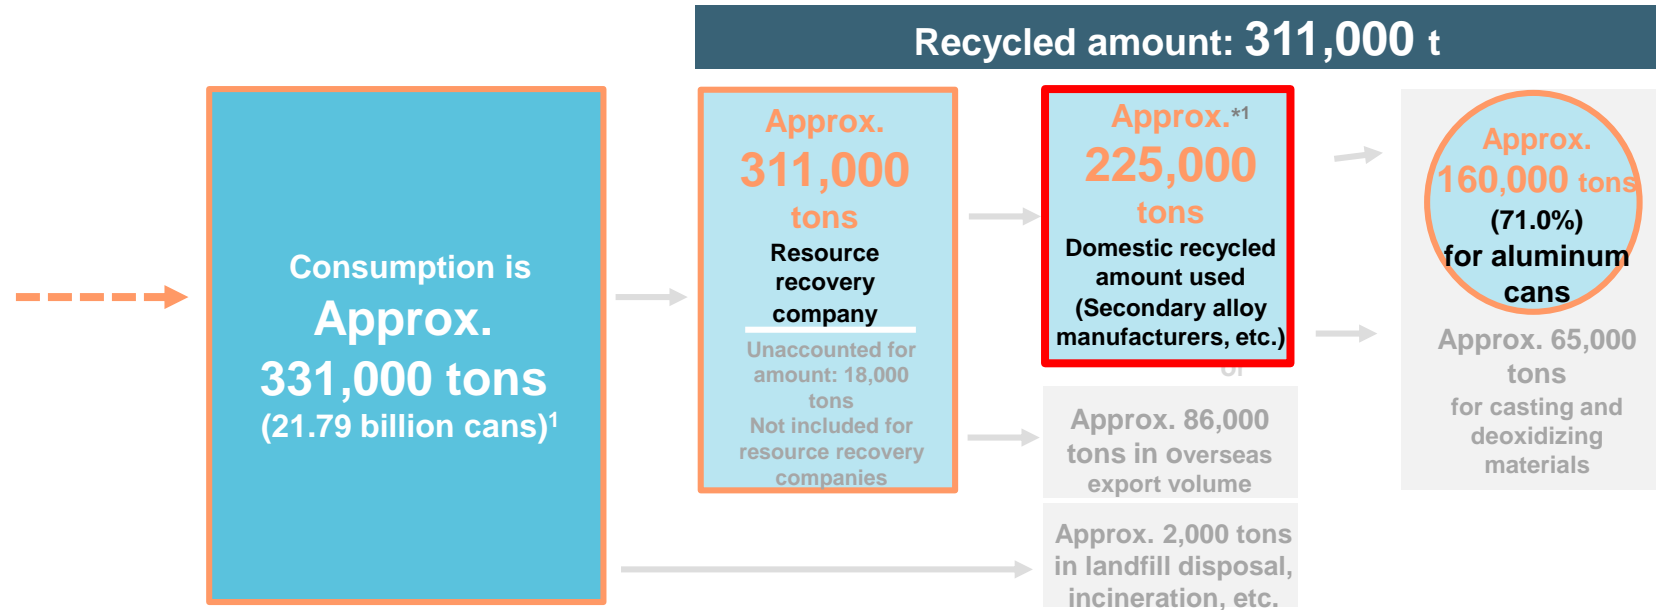 Recycled amount: 311,000 t
Consumption is
Approx.
331,000 tons
(21.79 billion cans)1
Approx.
311,000
tons
Resource
recovery
company
Unaccounted for
amount: 18,000
tons
Not included for
resource recovery
companies
Approx.*1
225,000
tons
Domestic recycled
amount used
(Secondary alloy
manufacturers, etc.)
Approx. 86,000
tons in overseas
export volume
Approx. 2,000 tons
in landfill disposal,
incineration, etc.
Approx.
160,000 tons
(71.0%)
for aluminum
cans
Approx. 65,000
tons
for casting and
deoxidizing
materials